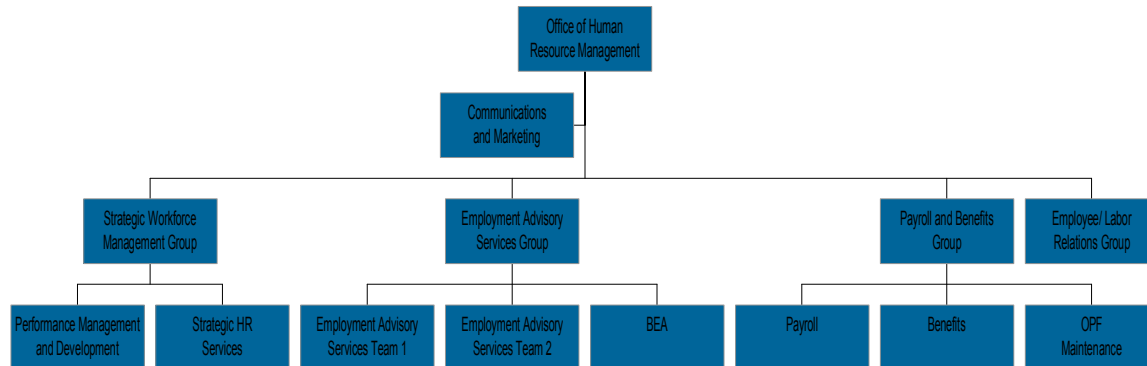 Office of Human
Resource Management
Communications
and Marketing
Strategic Workforce
Management Group
Employment Advisory
Services Group
Payroll and Benefits
Group
Employee/ Labor
Relations Group
Performance Management
and Development
Strategic HR
Services
Employment Advisory
Services Team 1
Employment Advisory
Services Team 2
BEA
Payroll
Benefits
OPF
Maintenance